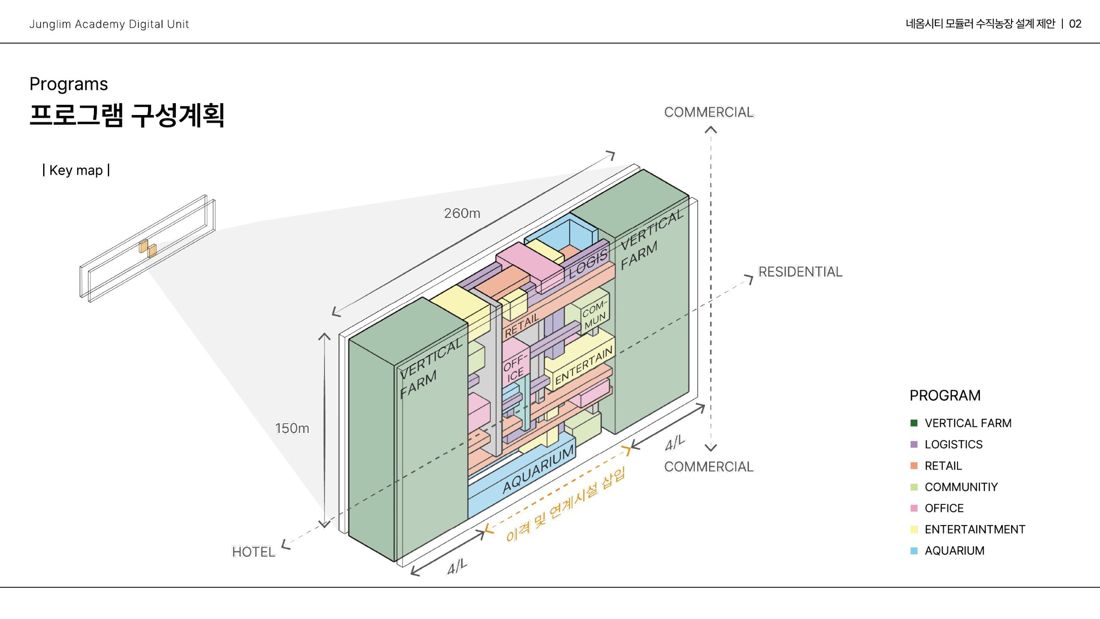 Junglim Academy Digital Unit
네옴시티 모듈러 수직농장 설계 제안 | 02
Programs
프로그램 구성계획
| Key map |
COMMERCIAL
260m
VERTICAL
FARM
LOGIS
RESIDENTIAL
RETAIL
COM-
MUN
VERTICAL
FARM
OFF-
ICE
ENTERTAIN
150m
AQUARIUM
4/L
COMMERCIAL
이격 및 연계시설 삽입
HOTEL
4/L
PROGRAM
VERTICAL FARM
LOGISTICS
RETAIL
COMMUNITIY
OFFICE
ENTERTAINTMENT
AQUARIUM